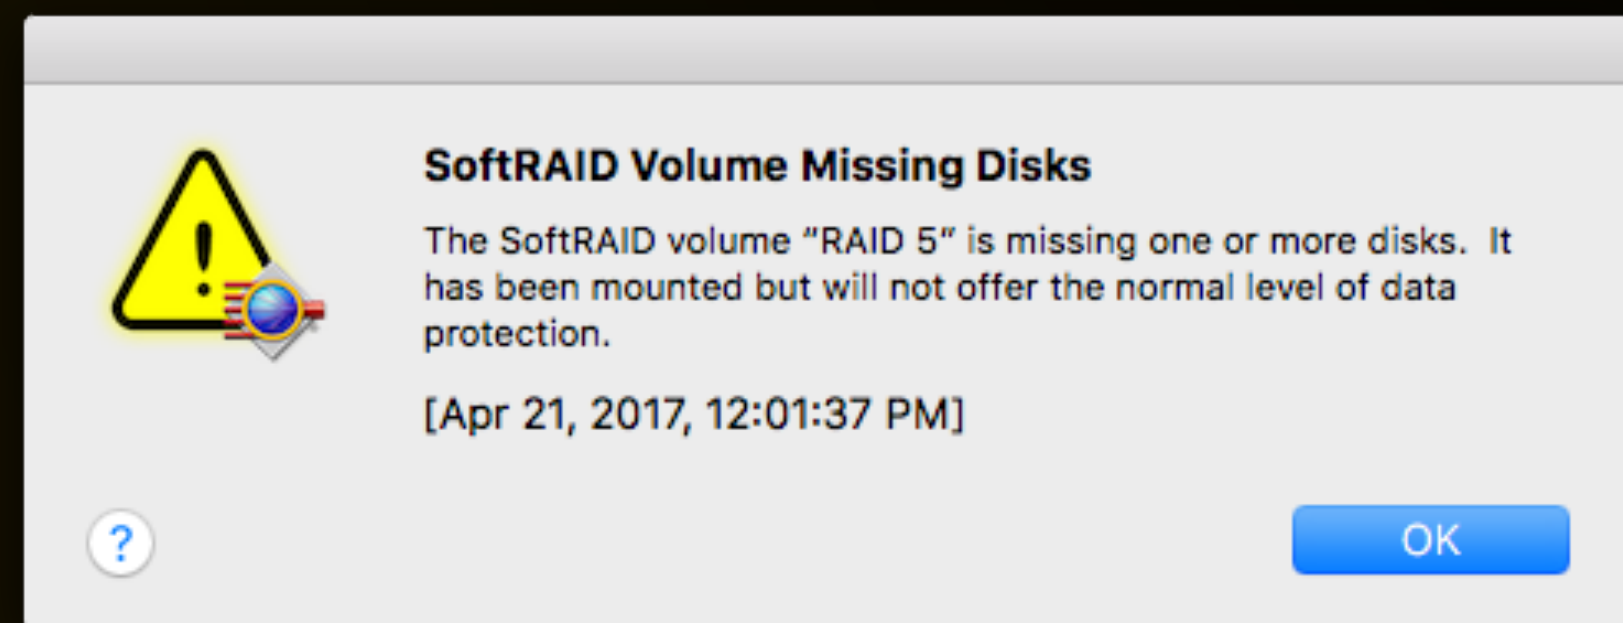 SoftRAID Volume Missing Disks
The SoftRAID volume “RAID 5” is missing one or more disks.  It
has been mounted but will not offer the normal level of data
protection.
[Apr 21, 2017, 12:01:37 PM]
?
OK